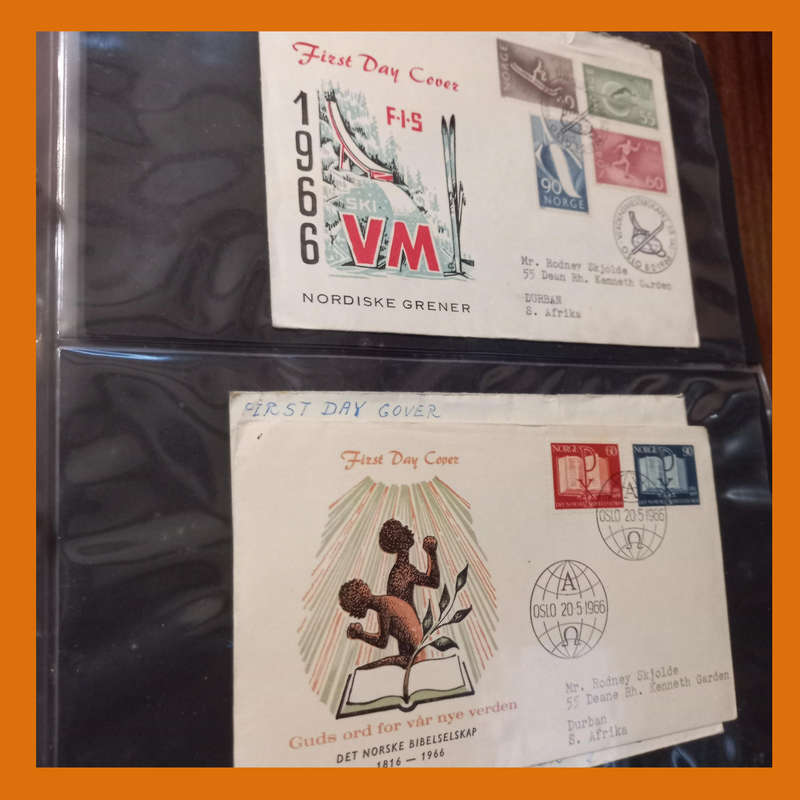 First Day Cover
1966
F·I·S
SKI
VM
NORDISKE GRENER
NORGE
55
90
NORGE
60
Mr. Rodney Skjolde
55 Dean Rh. Kenneth Garden
DURBAN
S. Afrika
FIRST DAY COVER
First Day Cover
NORGE 60
NORGE 90
A
OSLO 20·5·1966
Ω
A
OSLO 20·5·1966
Ω
Guds ord for vår nye verden
DET NORSKE BIBELSELSKAP
1816 – 1966
Mr. Rodney Skjolde
55 Deane Rh. Kenneth Garden
Durban
S. Afrika